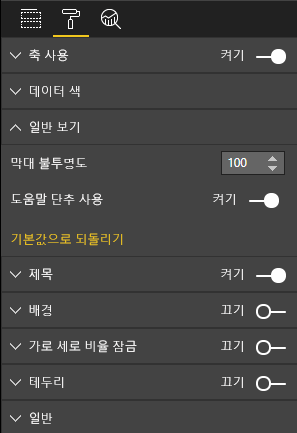 축 사용 켜기
데이터 색
일반 보기
막대 불투명도 100
도움말 단추 사용 켜기
기본값으로 되돌리기
제목 켜기
배경 끄기
가로 세로 비율 잠금 끄기
테두리 끄기
일반